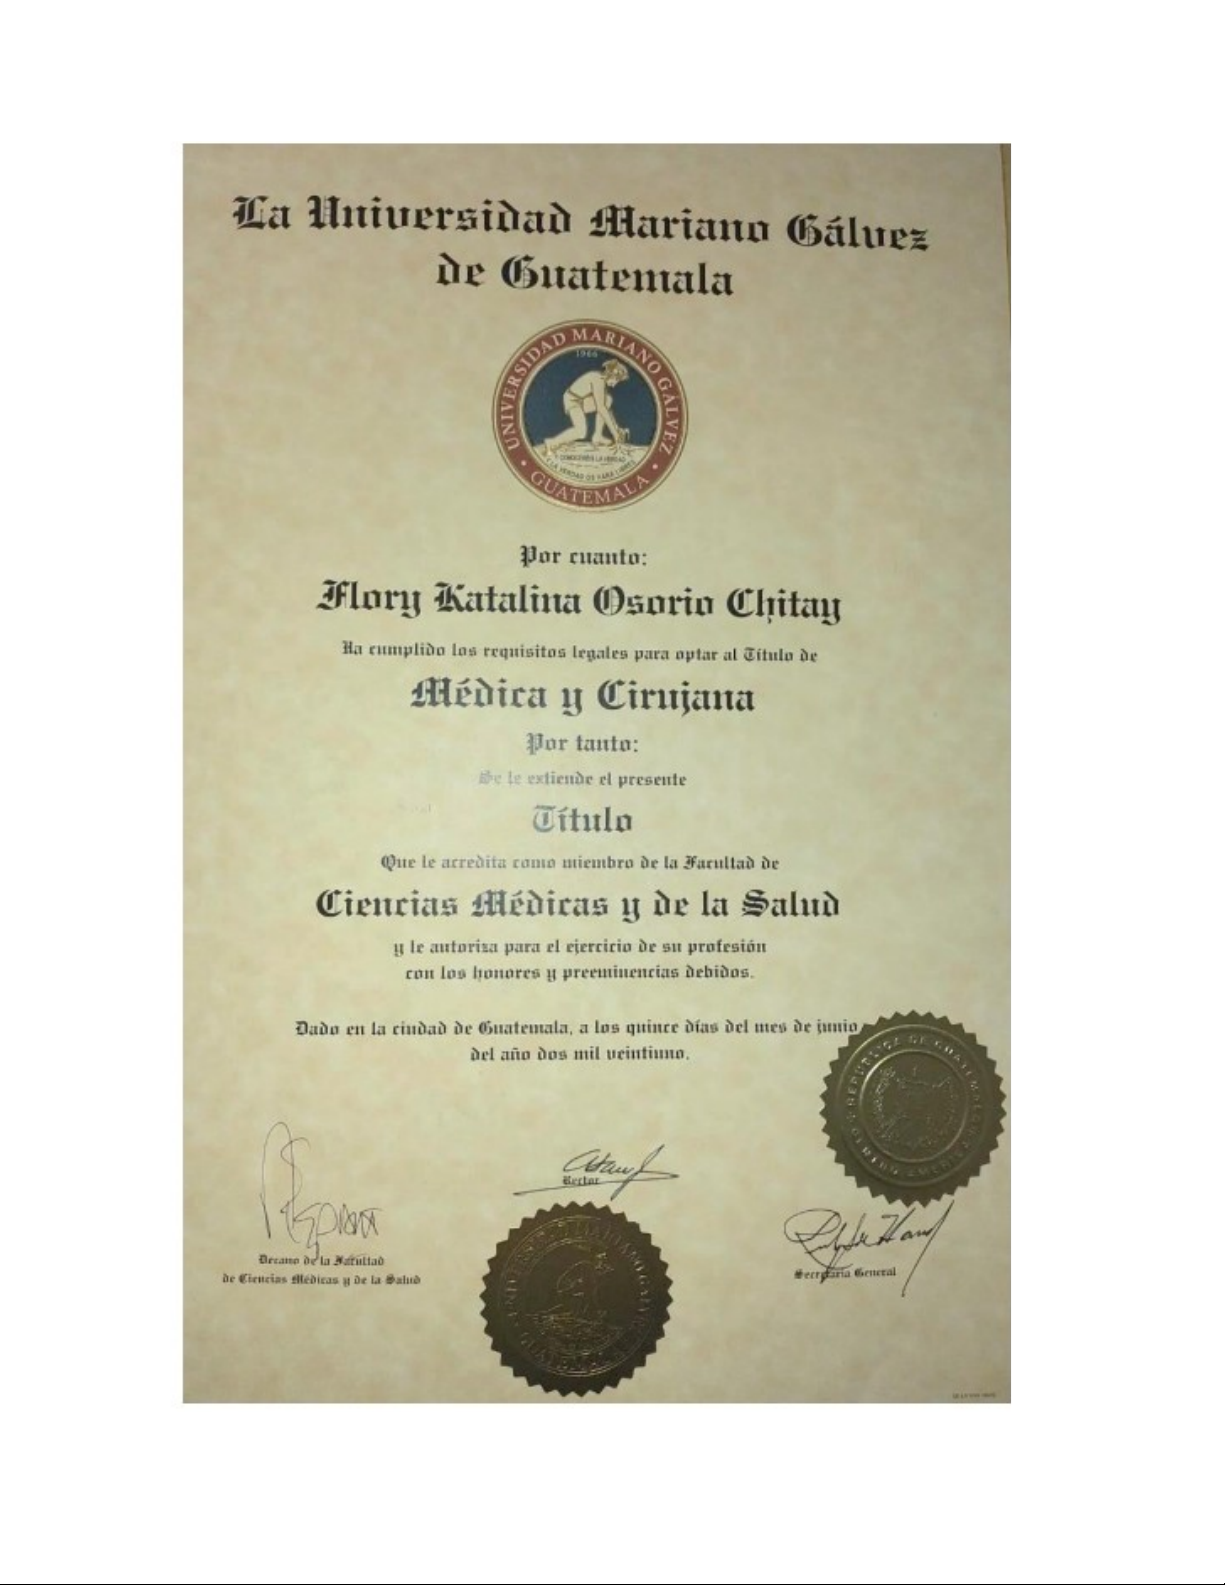 La Universidad Mariano Gálvez
de Guatemala
UNIVERSIDAD MARIANO GÁLVEZ
1966
CONOCEREIS LA VERDAD
Y LA VERDAD OS HARA LIBRES
GUATEMALA
Por cuanto:
Flory Katalina Osorio Chitay
Ha cumplido los requisitos legales para optar al Título de
Médica y Cirujana
Por tanto:
Se le extiende el presente
Título
Que le acredita como miembro de la Facultad de
Ciencias Médicas y de la Salud
y le autoriza para el ejercicio de su profesión
con los honores y preeminencias debidos.
Dado en la ciudad de Guatemala, a los quince días del mes de junio
del año dos mil veintiuno.
REPUBLICA DE GUATEMALA
CENTRO AMERICA
Rector
Decano de la Facultad
de Ciencias Médicas y de la Salud
Secretaria General
UNIVERSIDAD MARIANO GALVEZ
GUATEMALA